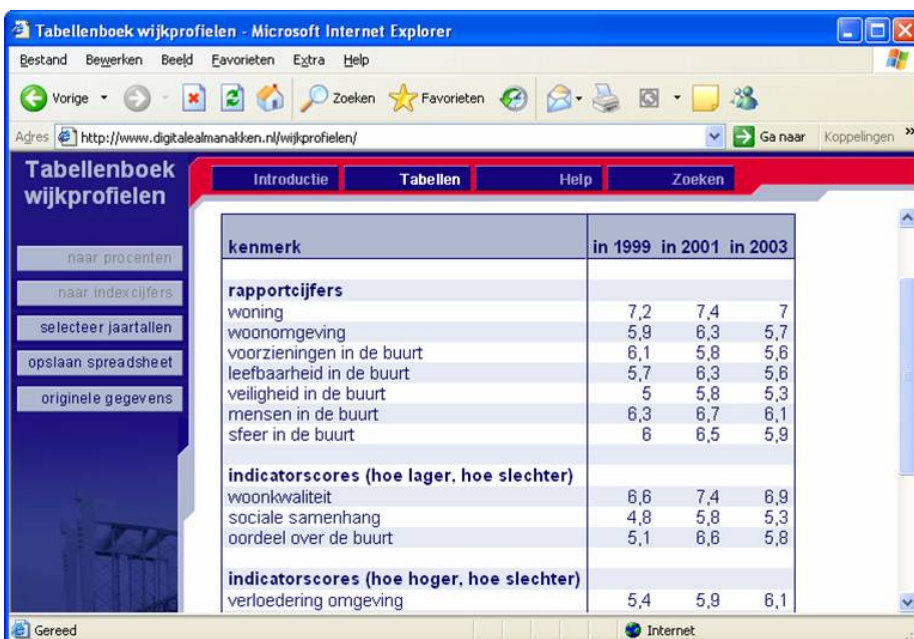 Tabellenboek wijkprofielen - Microsoft Internet Explorer
Bestand Bewerken Beeld Favorieten Extra Help
Vorige Zoeken Favorieten
Adres http://www.digitalealmanakken.nl/wijkprofielen/ Ga naar Koppelingen »
Tabellenboek
wijkprofielen
Introductie Tabellen Help Zoeken
naar procenten
naar indexcijfers
selecteer jaartallen
opslaan spreadsheet
originele gegevens
kenmerk in 1999 in 2001 in 2003
rapportcijfers
woning 7,2 7,4 7
woonomgeving 5,9 6,3 5,7
voorzieningen in de buurt 6,1 5,8 5,6
leefbaarheid in de buurt 5,7 6,3 5,6
veiligheid in de buurt 5 5,8 5,3
mensen in de buurt 6,3 6,7 6,1
sfeer in de buurt 6 6,5 5,9
indicatorscores (hoe lager, hoe slechter)
woonkwaliteit 6,6 7,4 6,9
sociale samenhang 4,8 5,8 5,3
oordeel over de buurt 5,1 6,6 5,8
indicatorscores (hoe hoger, hoe slechter)
verloedering omgeving 5,4 5,9 6,1
Gereed Internet